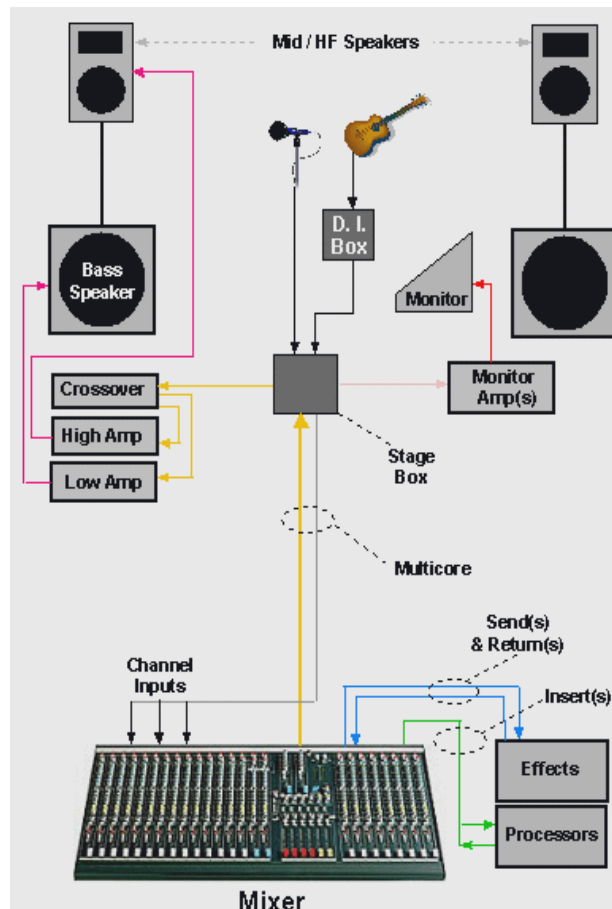 Mid / HF Speakers
D. I.
Box
Bass
Speaker
Monitor
Crossover
High Amp
Low Amp
Monitor
Amp(s)
Stage
Box
Multicore
Send(s)
& Return(s)
Channel
Inputs
Insert(s)
Effects
Processors
Mixer